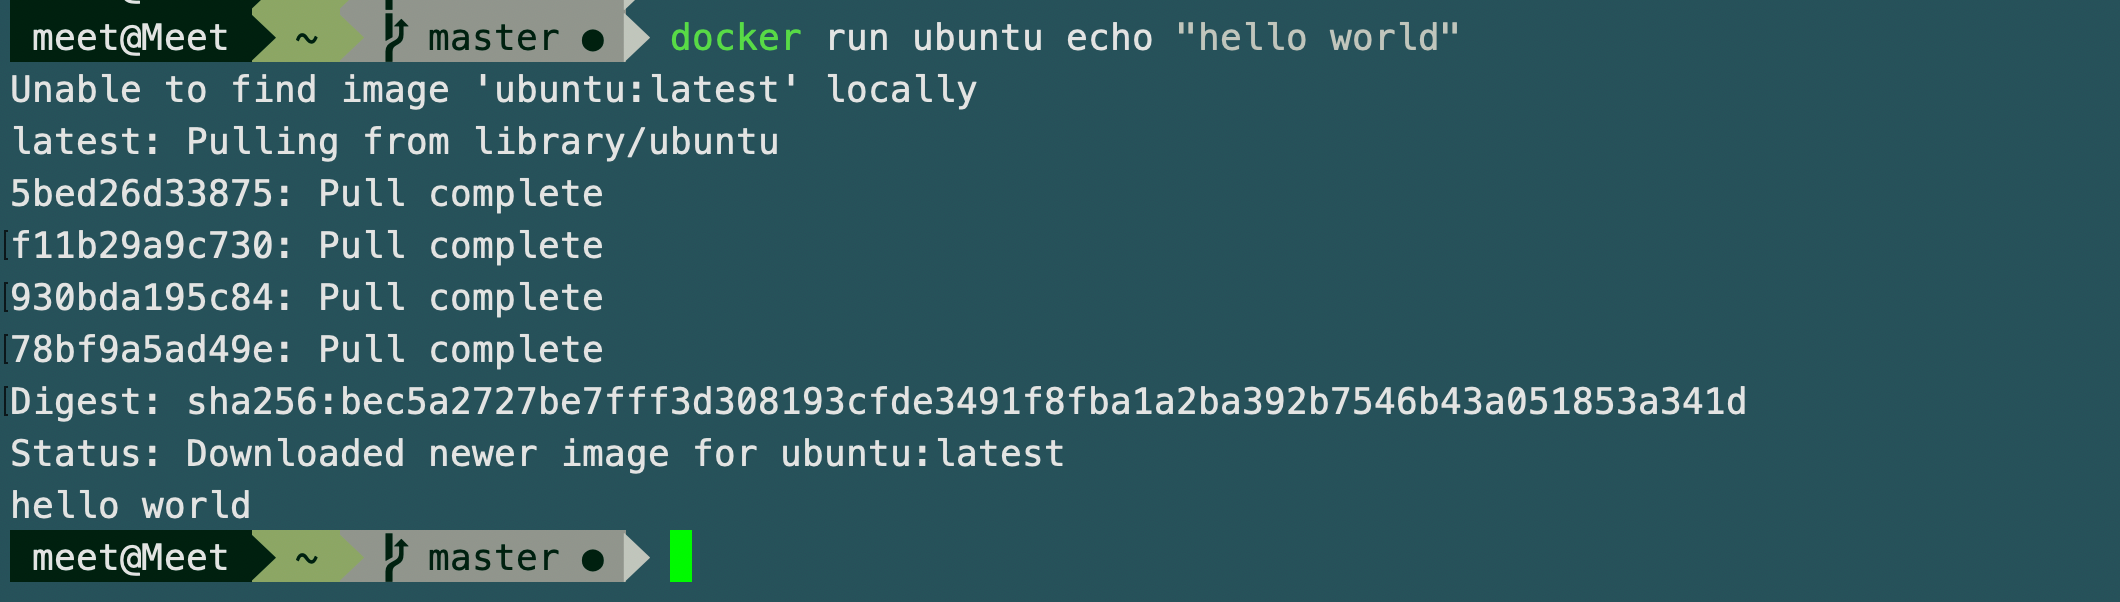 meet@Meet ~ master ● docker run ubuntu echo "hello world"
Unable to find image 'ubuntu:latest' locally
latest: Pulling from library/ubuntu
5bed26d33875: Pull complete
f11b29a9c730: Pull complete
930bda195c84: Pull complete
78bf9a5ad49e: Pull complete
Digest: sha256:bec5a2727be7fff3d308193cfde3491f8fba1a2ba392b7546b43a051853a341d
Status: Downloaded newer image for ubuntu:latest
hello world
meet@Meet ~ master ●